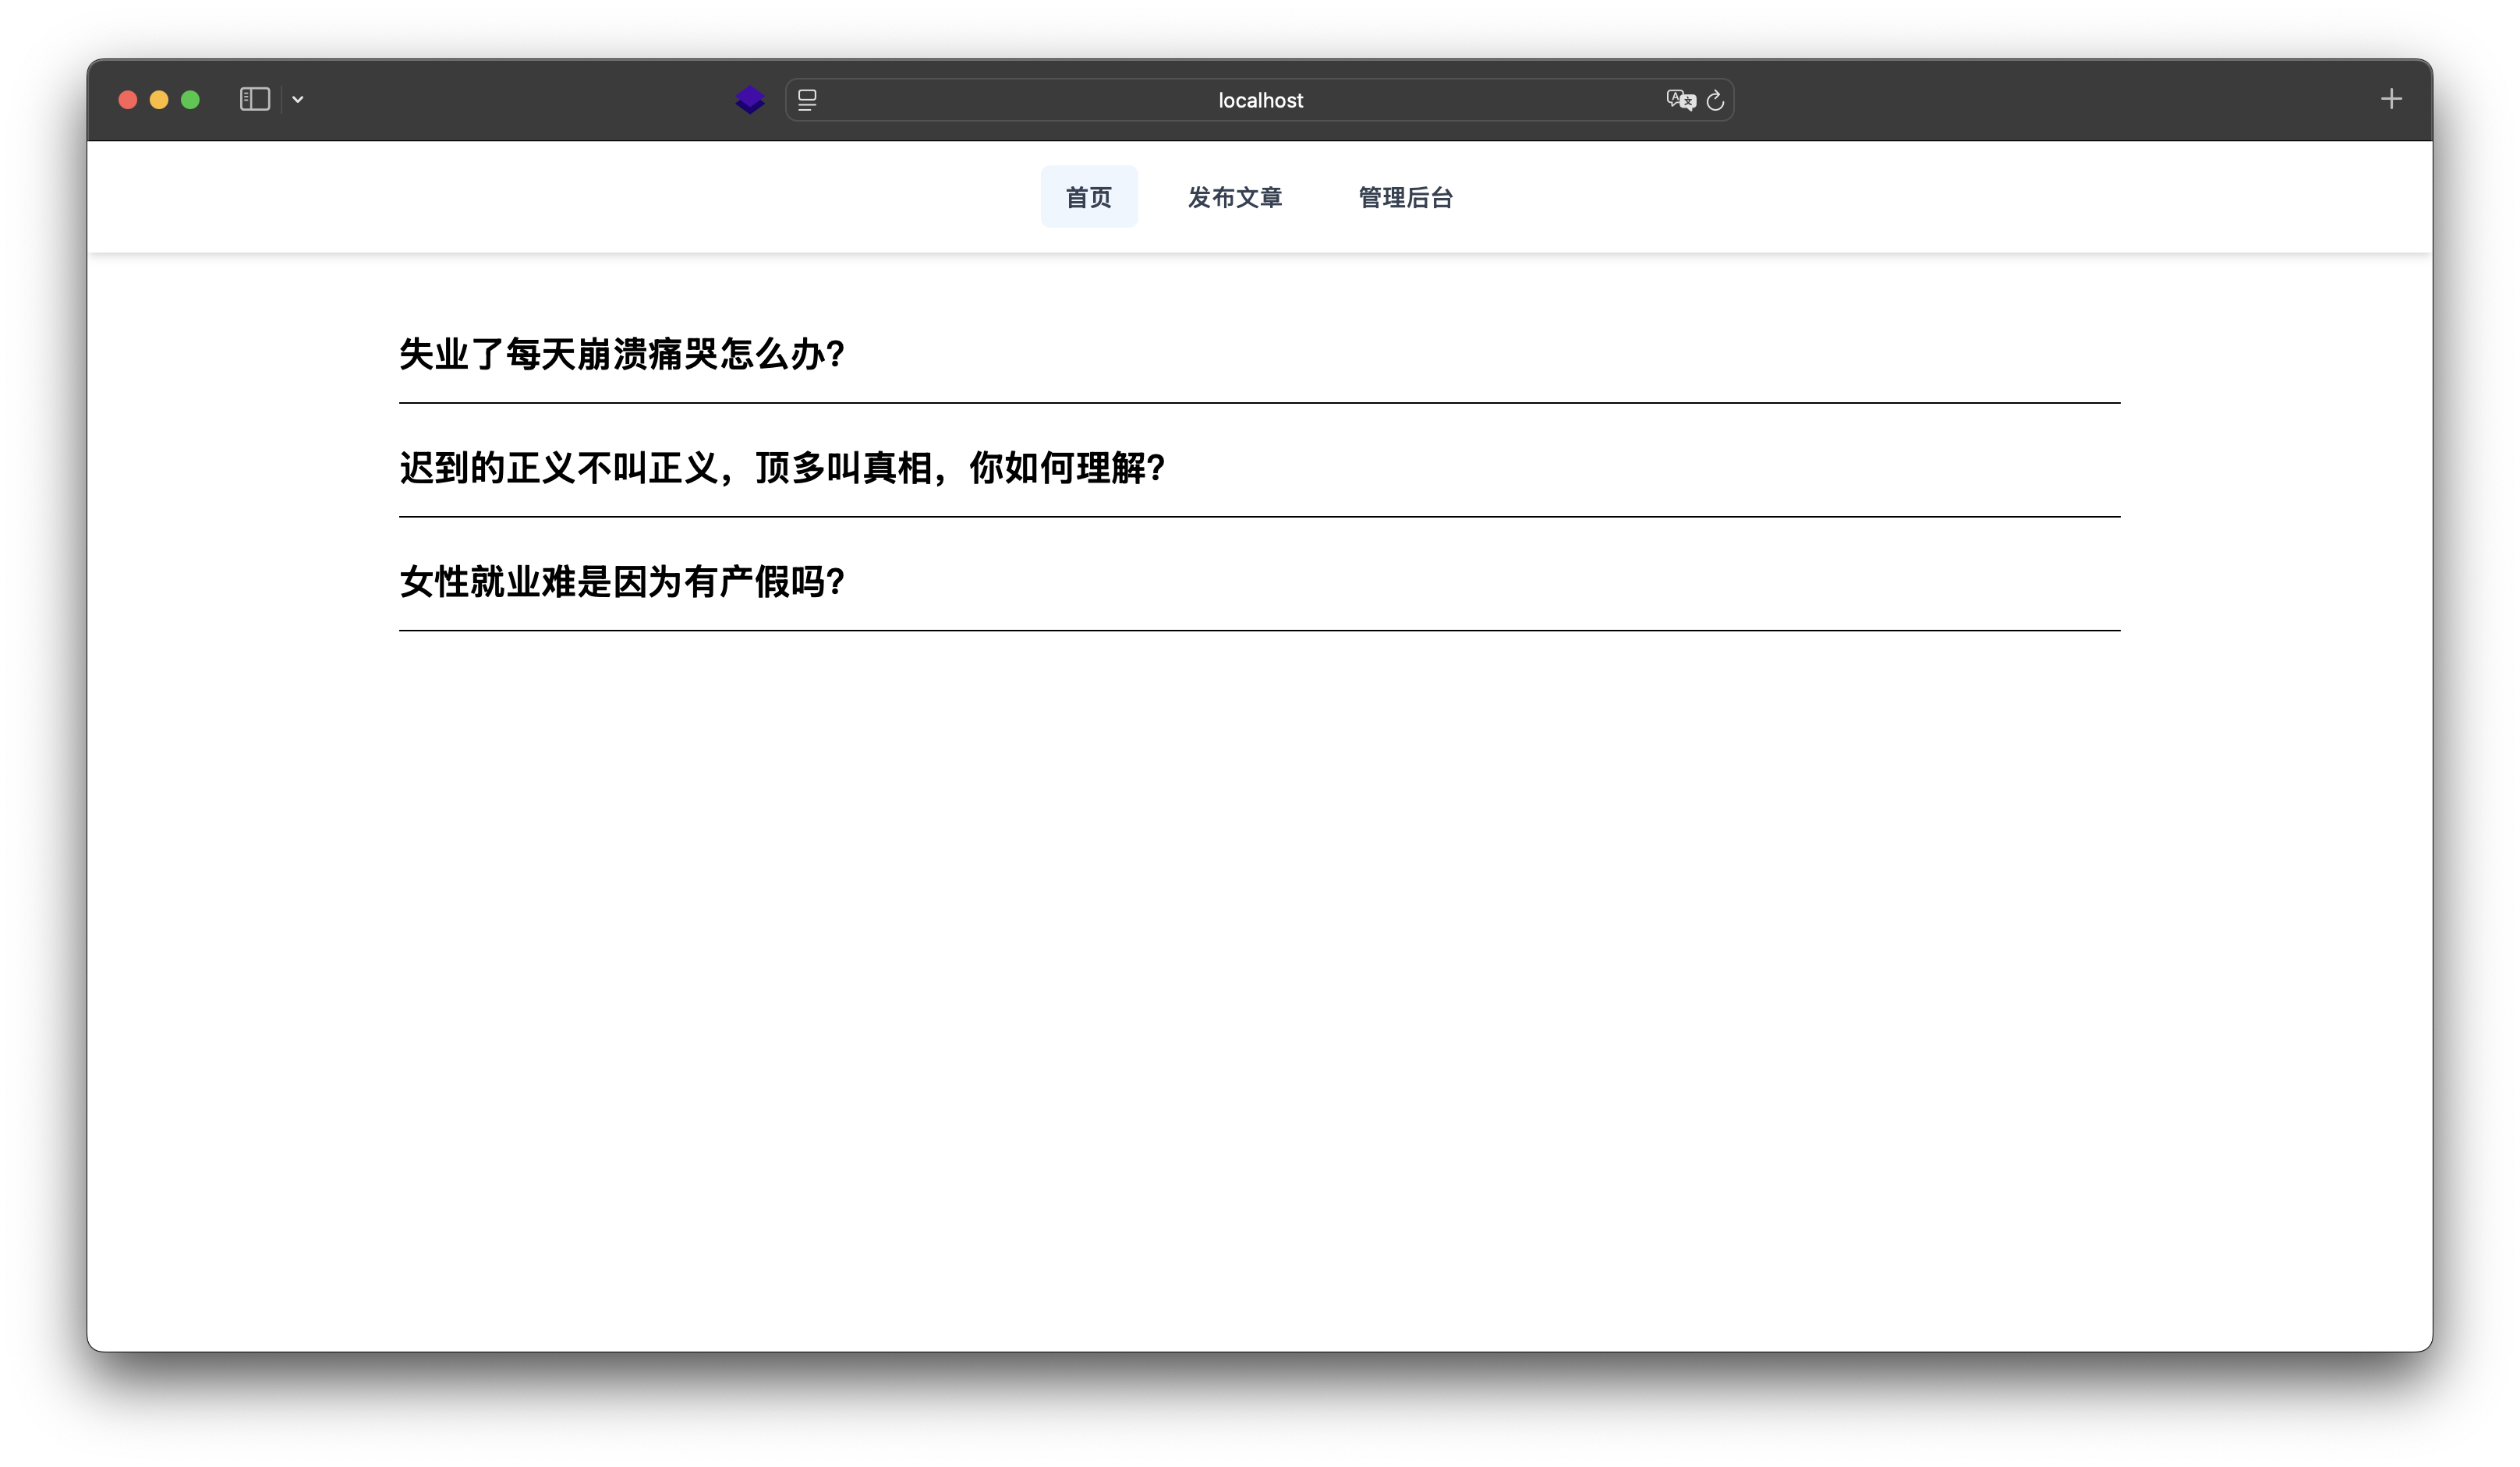 localhost
首页 发布文章 管理后台
失业了每天崩溃痛哭怎么办?
迟到的正义不叫正义，顶多叫真相，你如何理解?
女性就业难是因为有产假吗?